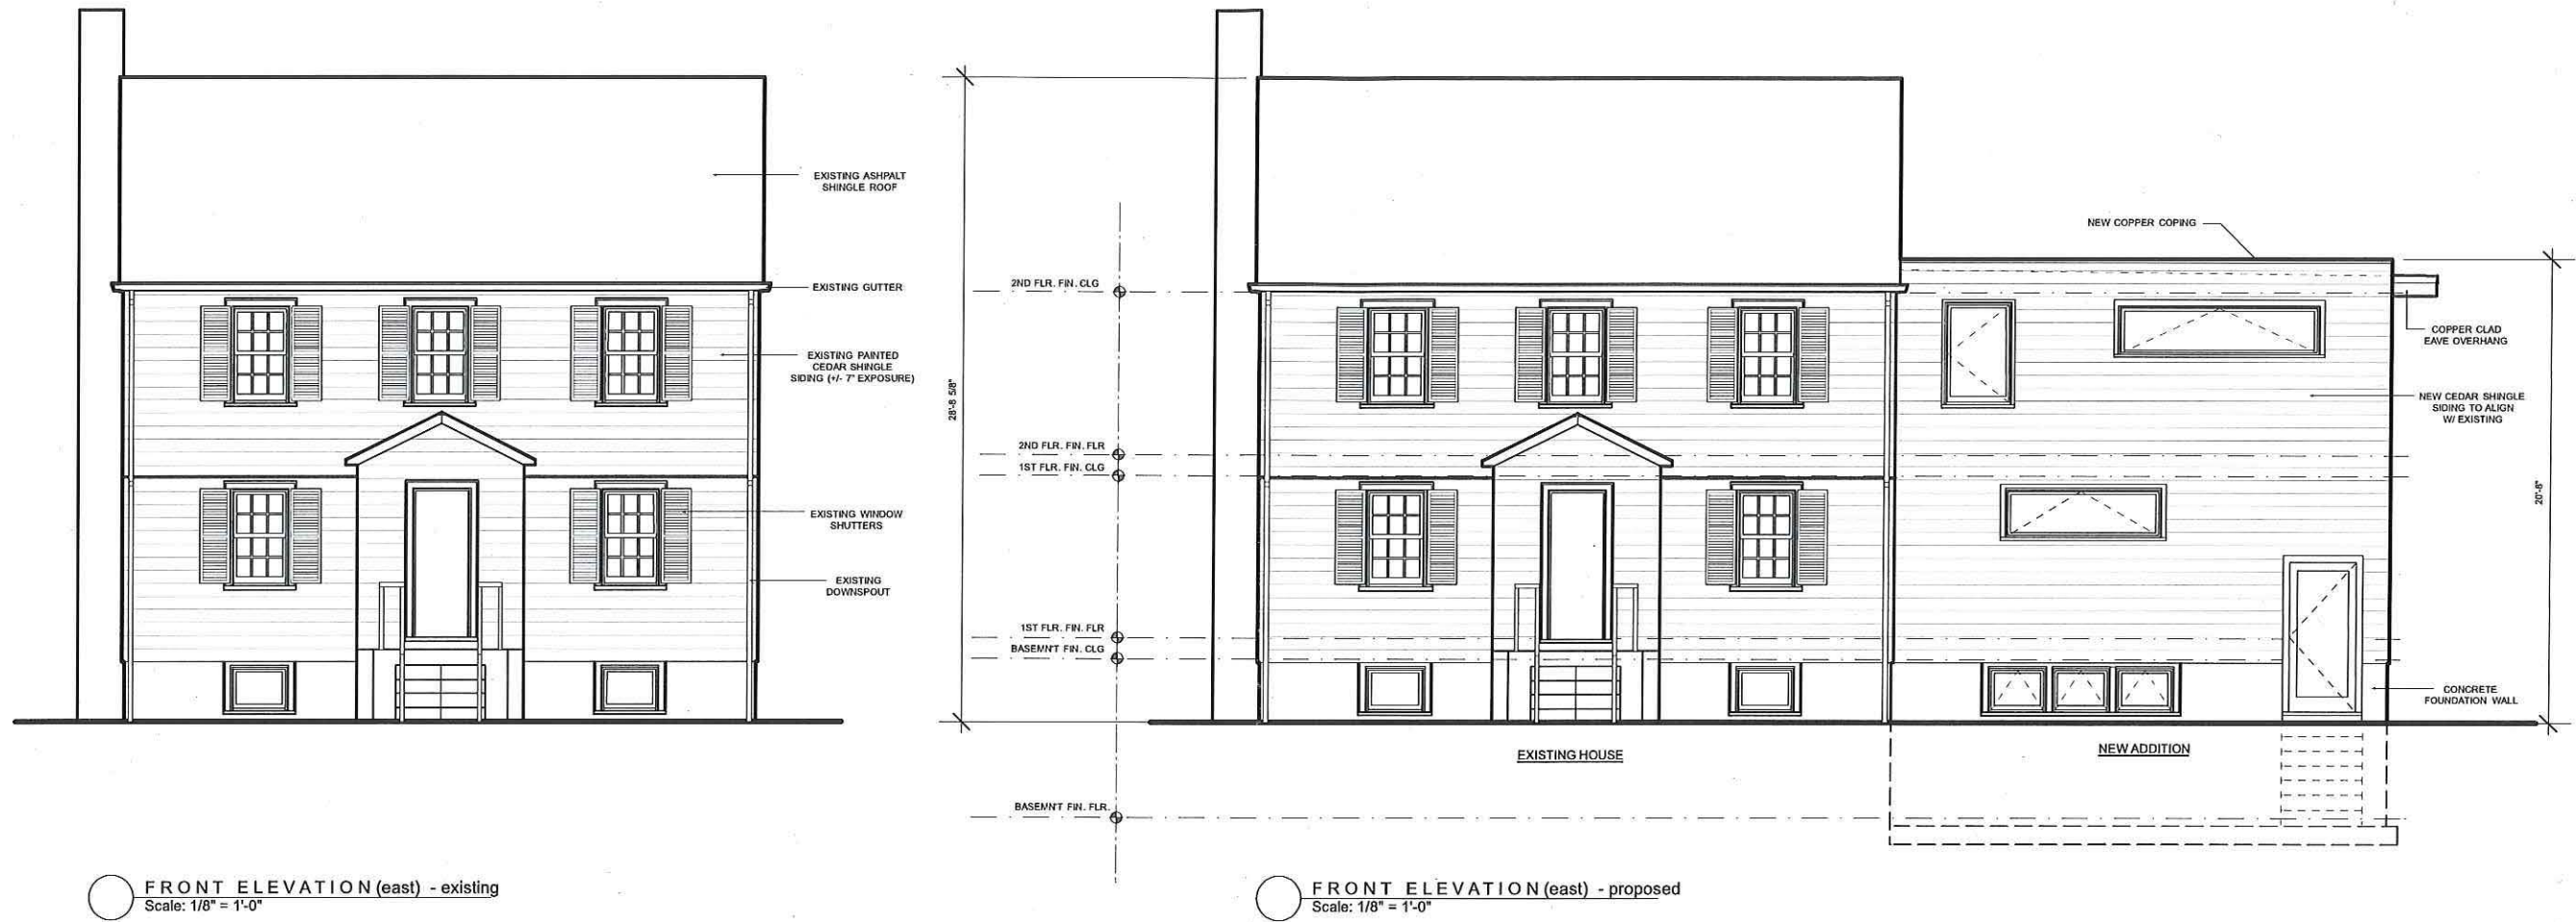 EXISTING ASHPALT
SHINGLE ROOF
EXISTING GUTTER
EXISTING PAINTED
CEDAR SHINGLE
SIDING (+/- 7" EXPOSURE)
EXISTING WINDOW
SHUTTERS
EXISTING
DOWNSPOUT
FRONT ELEVATION (east) - existing
Scale: 1/8" = 1'-0"
28'-8 5/8"
2ND FLR. FIN. CLG
2ND FLR. FIN. FLR
1ST FLR. FIN. CLG
1ST FLR. FIN. FLR
BASEMN'T FIN. CLG
BASEMN'T FIN. FLR.
NEW COPPER COPING
COPPER CLAD
EAVE OVERHANG
NEW CEDAR SHINGLE
SIDING TO ALIGN
W/ EXISTING
20'-8"
CONCRETE
FOUNDATION WALL
EXISTING HOUSE
NEW ADDITION
FRONT ELEVATION (east) - proposed
Scale: 1/8" = 1'-0"